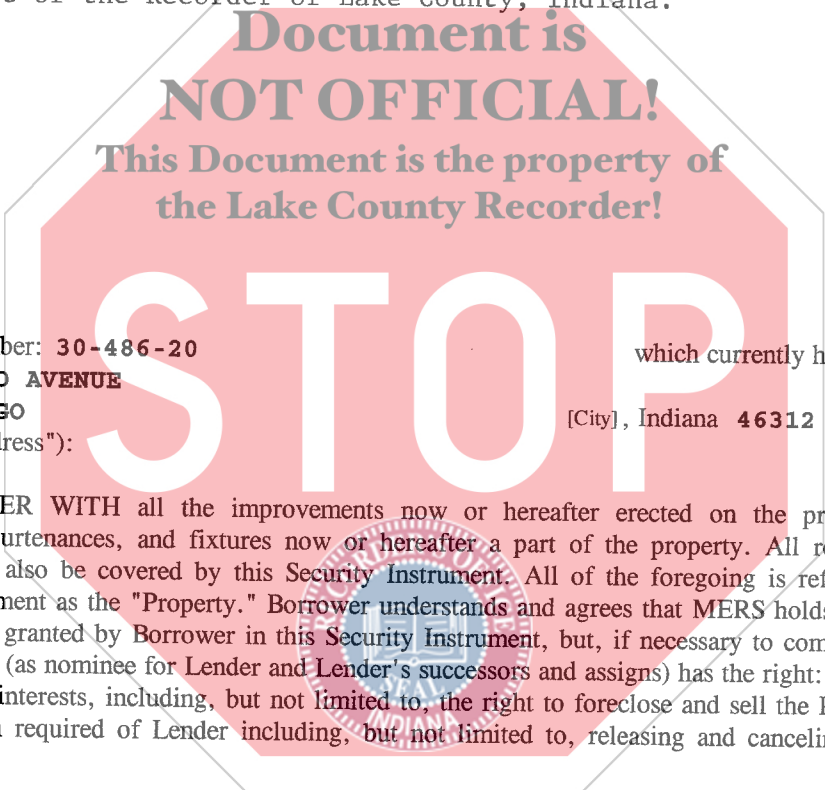 of the Recorder of Lake County, Indiana.
Document is
NOT OFFICIAL!
This Document is the property of
the Lake County Recorder!
STOP
ber: 30-486-20 which currently h
AVENUE
GO [City], Indiana 46312
ress"):
ER WITH all the improvements now or hereafter erected on the pr
urtenances, and fixtures now or hereafter a part of the property. All r
also be covered by this Security Instrument. All of the foregoing is ref
ment as the "Property." Borrower understands and agrees that MERS holds
granted by Borrower in this Security Instrument, but, if necessary to com
(as nominee for Lender and Lender's successors and assigns) has the right:
interests, including, but not limited to, the right to foreclose and sell the
required of Lender including, but not limited to, releasing and canceli
RECORDER OF
SEAL
INDIANA